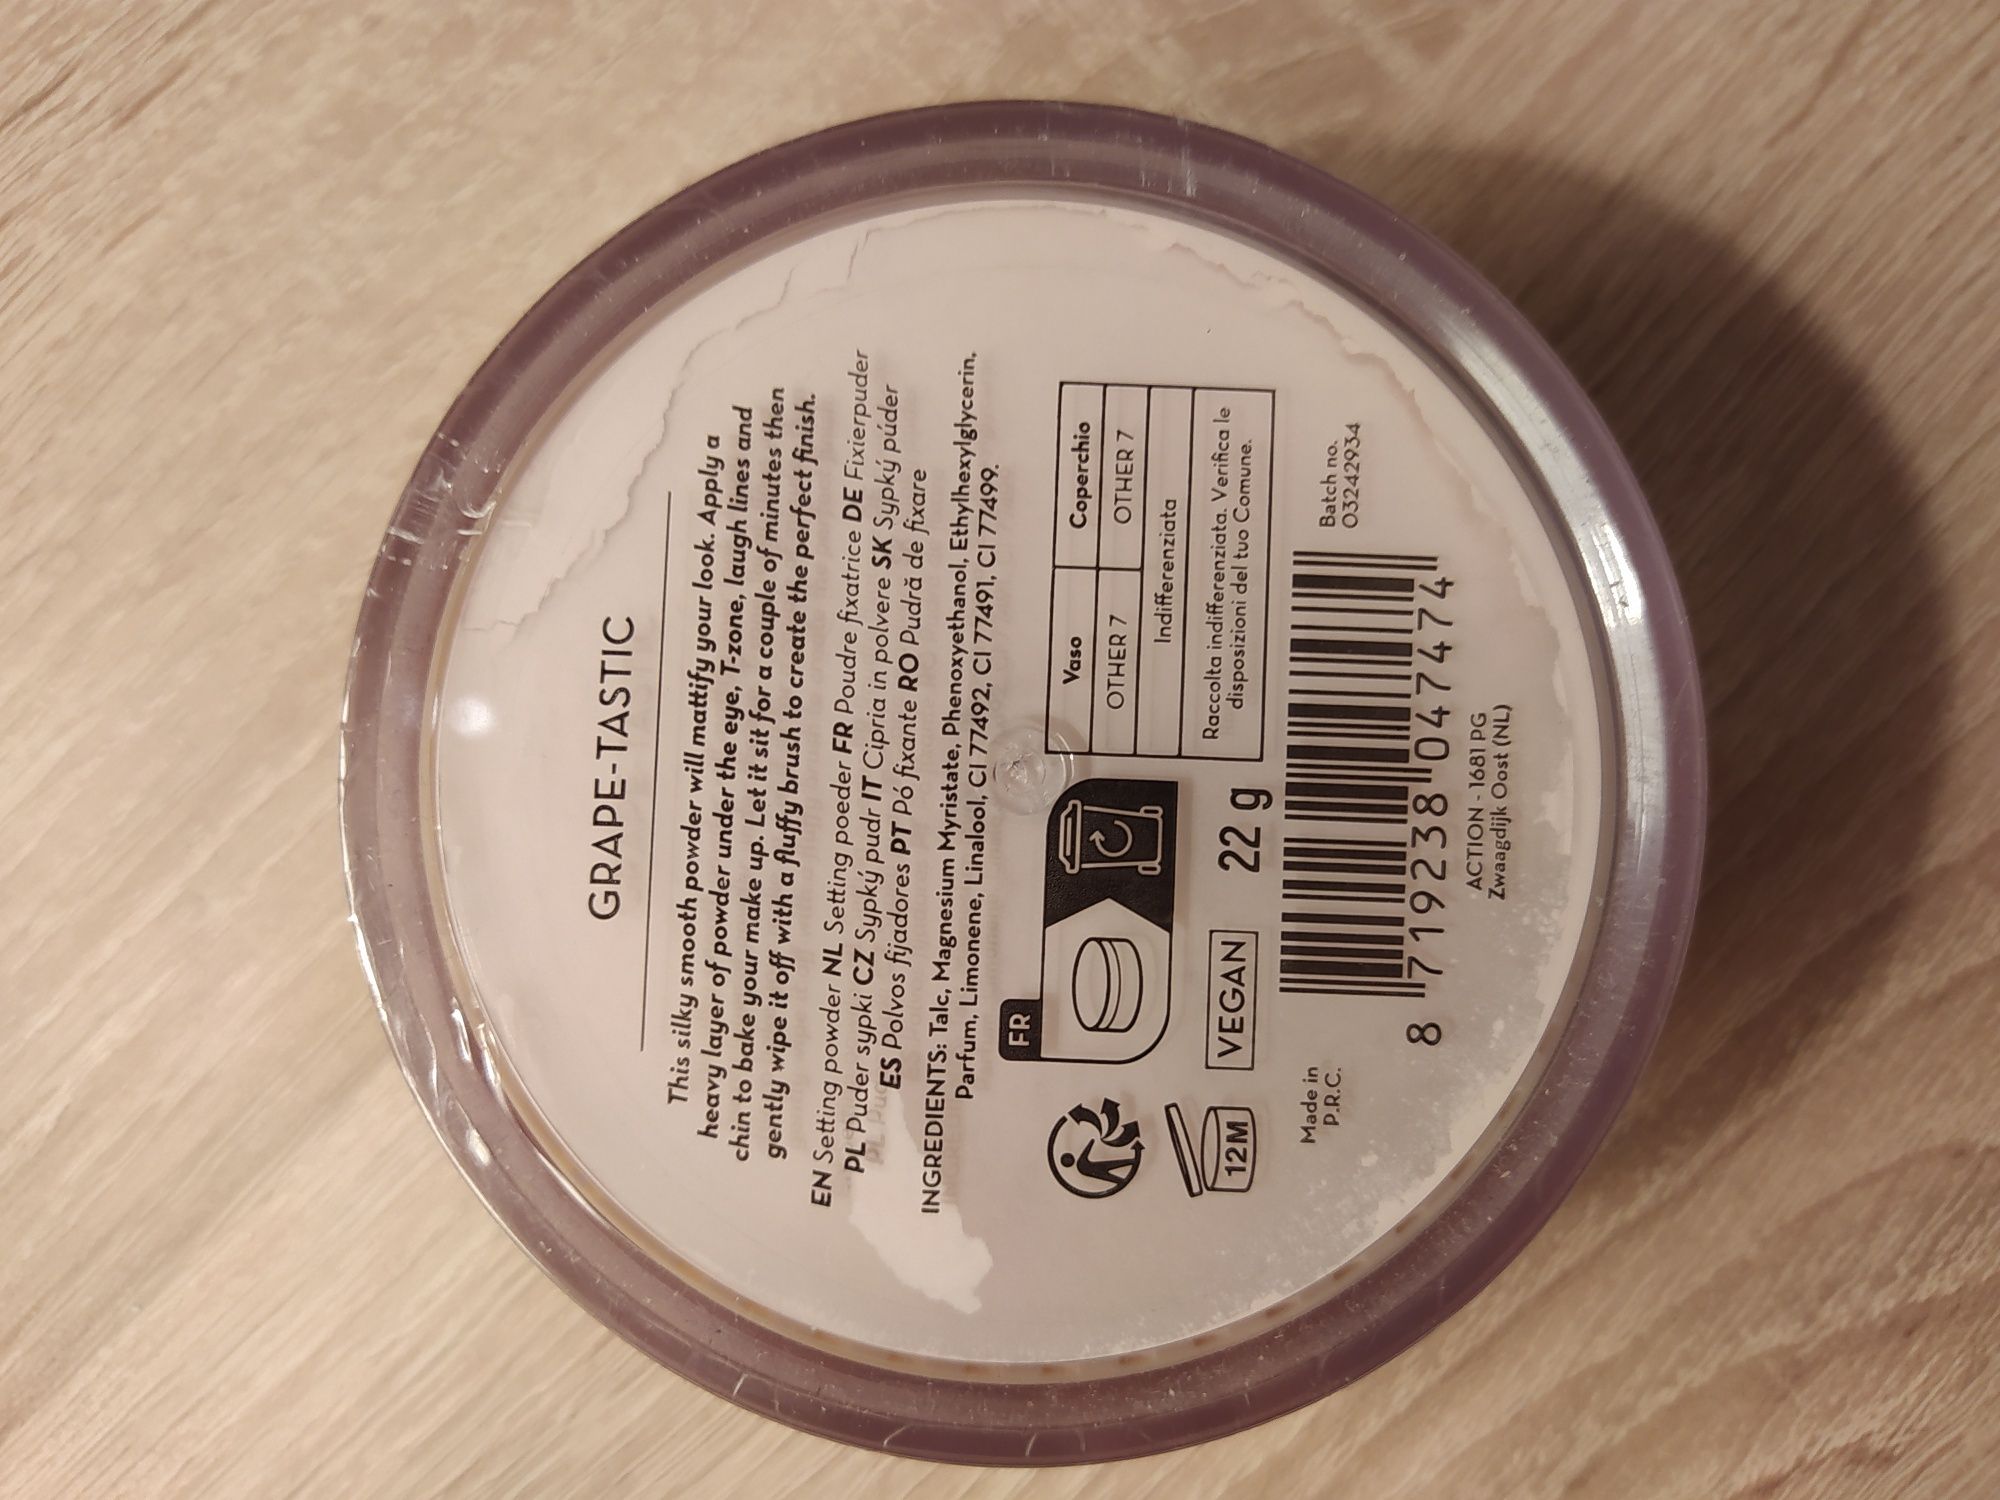 GRAPE-TASTIC
This silky smooth powder will mattify your look. Apply a
heavy layer of powder under the eye, T-zone, laugh lines and
chin to bake your make up. Let it sit for a couple of minutes then
gently wipe it off with a fluffy brush to create the perfect finish.
EN Setting powder NL Setting poeder FR Poudre fixatrice DE Fixierpuder
PL Puder sypki CZ Sypký pudr IT Cipria in polvere SK Sypký púder
ES Polvos fijadores PT Pó fixante RO Pudră de fixare
INGREDIENTS: Talc, Magnesium Myristate, Phenoxyethanol, Ethylhexylglycerin,
Parfum, Limonene, Linalool, CI 77492, CI 77491, CI 77499.
FR
Vaso Coperchio
OTHER 7 OTHER 7
Indifferenziata
Raccolta indifferenziata. Verifica le
disposizioni del tuo Comune.
12M
VEGAN
22 g
Made in
P.R.C.
8 719238 047474
Batch no.
03242934
ACTION - 1681 PG
Zwaagdijk Oost (NL)